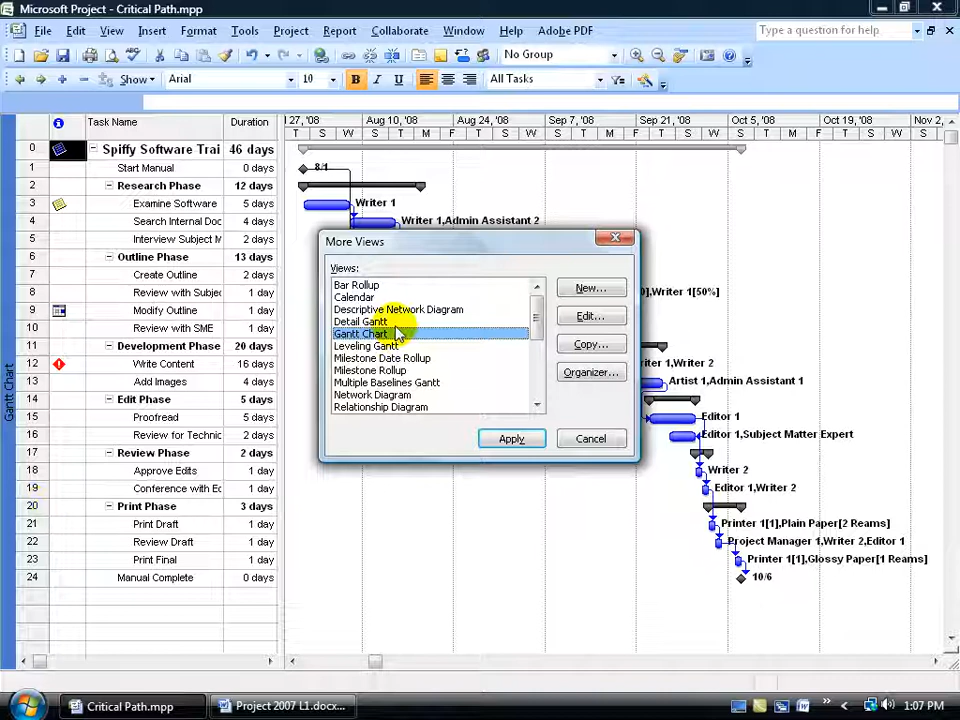 Microsoft Project - Critical Path.mpp
File Edit View Insert Format Tools Project Report Collaborate Window Help Adobe PDF
Type a question for help
No Group
Show Arial 10 B I U All Tasks
Task Name Duration
27, '08 Aug 10, '08 Aug 24, '08 Sep 7, '08 Sep 21, '08 Oct 5, '08 Oct 19, '08 Nov 2,
T S W S T M F T S W S T M F T S W S T M F T S
0 Spiffy Software Trai 46 days
1 Start Manual 0 days 8/1
2 Research Phase 12 days
3 Examine Software 5 days Writer 1
4 Search Internal Doc 4 days Writer 1,Admin Assistant 2
5 Interview Subject M 3 days
6 Outline Phase 13 days
7 Create Outline 2 days
8 Review with Subje 1 day 0],Writer 1[50%]
9 Modify Outline 1 day
10 Review with SME 1 day
11 Development Phase 20 days iter 1,Writer 2
12 Write Content 16 days riter 1,Writer 2
13 Add Images 4 days Artist 1,Admin Assistant 1
14 Edit Phase 5 days
15 Proofread 4 days Editor 1
16 Review for Technic 2 days Editor 1,Subject Matter Expert
17 Review Phase 2 days
18 Approve Edits 1 day Writer 2
19 Conference with Ed 1 day Editor 1,Writer 2
20 Print Phase 3 days
21 Print Draft 1 day Printer 1[1],Plain Paper[2 Reams]
22 Review Draft 1 day Project Manager 1,Writer 2,Editor 1
23 Print Final 1 day Printer 1[1],Glossy Paper[1 Reams]
24 Manual Complete 0 days 10/6
Gantt Chart
More Views
Views:
Bar Rollup
Calendar
Descriptive Network Diagram
Detail Gantt
Gantt Chart
Leveling Gantt
Milestone Date Rollup
Milestone Rollup
Multiple Baselines Gantt
Network Diagram
Relationship Diagram
New...
Edit...
Copy...
Organizer...
Apply Cancel
Critical Path.mpp Project 2007 L1.docx... 1:07 PM